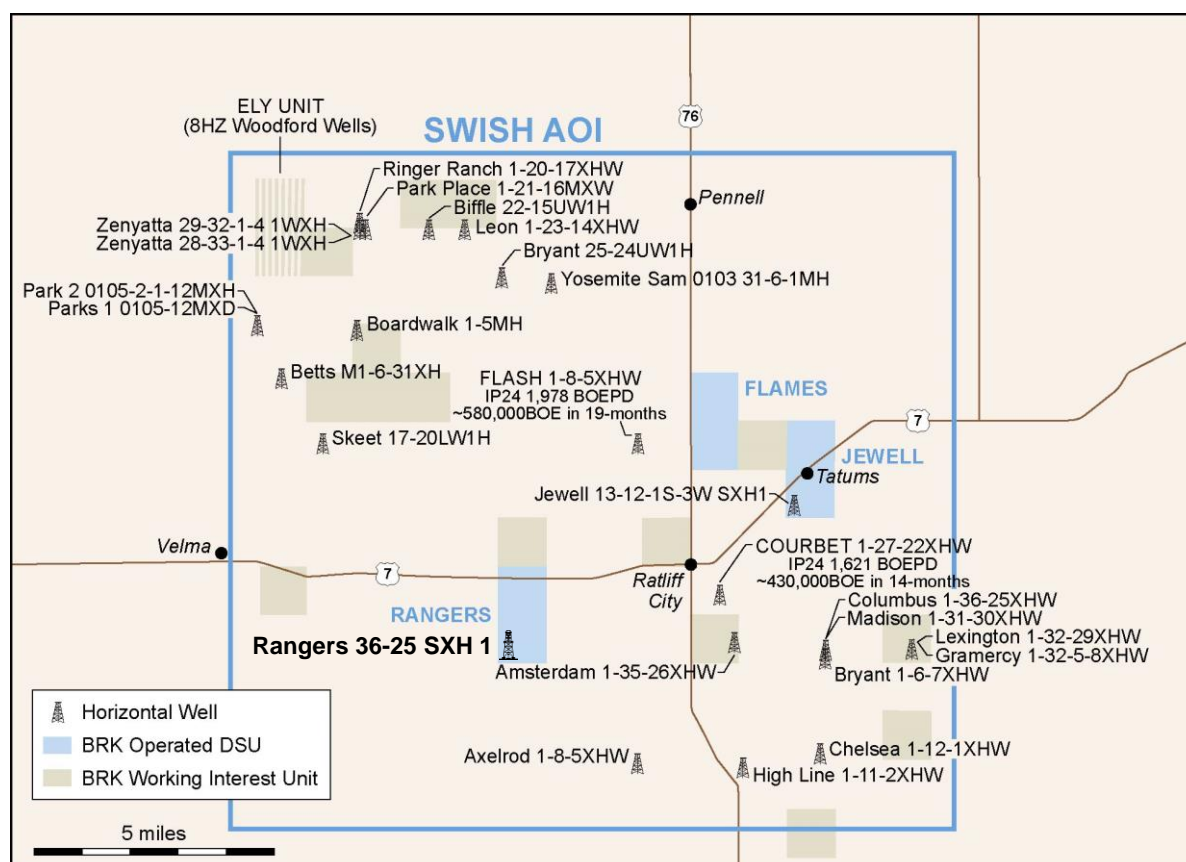 ELY UNIT
(8HZ Woodford Wells)
SWISH AOI
76
Ringer Ranch 1-20-17XHW
Park Place 1-21-16MXW
Biffle 22-15UW1H
Leon 1-23-14XHW
Pennell
Zenyatta 29-32-1-4 1WXH
Zenyatta 28-33-1-4 1WXH
Bryant 25-24UW1H
Yosemite Sam 0103 31-6-1MH
Park 2 0105-2-1-12MXH
Parks 1 0105-12MXD
Boardwalk 1-5MH
Betts M1-6-31XH
FLASH 1-8-5XHW
IP24 1,978 BOEPD
~580,000BOE in 19-months
FLAMES
7
Skeet 17-20LW1H
JEWELL
Tatums
Jewell 13-12-1S-3W SXH1
Velma
COURBET 1-27-22XHW
IP24 1,621 BOEPD
~430,000BOE in 14-months
7
Ratliff
City
Columbus 1-36-25XHW
Madison 1-31-30XHW
RANGERS
Rangers 36-25 SXH 1
Lexington 1-32-29XHW
Gramercy 1-32-5-8XHW
Amsterdam 1-35-26XHW
Bryant 1-6-7XHW
Horizontal Well
BRK Operated DSU
BRK Working Interest Unit
Axelrod 1-8-5XHW
Chelsea 1-12-1XHW
High Line 1-11-2XHW
5 miles